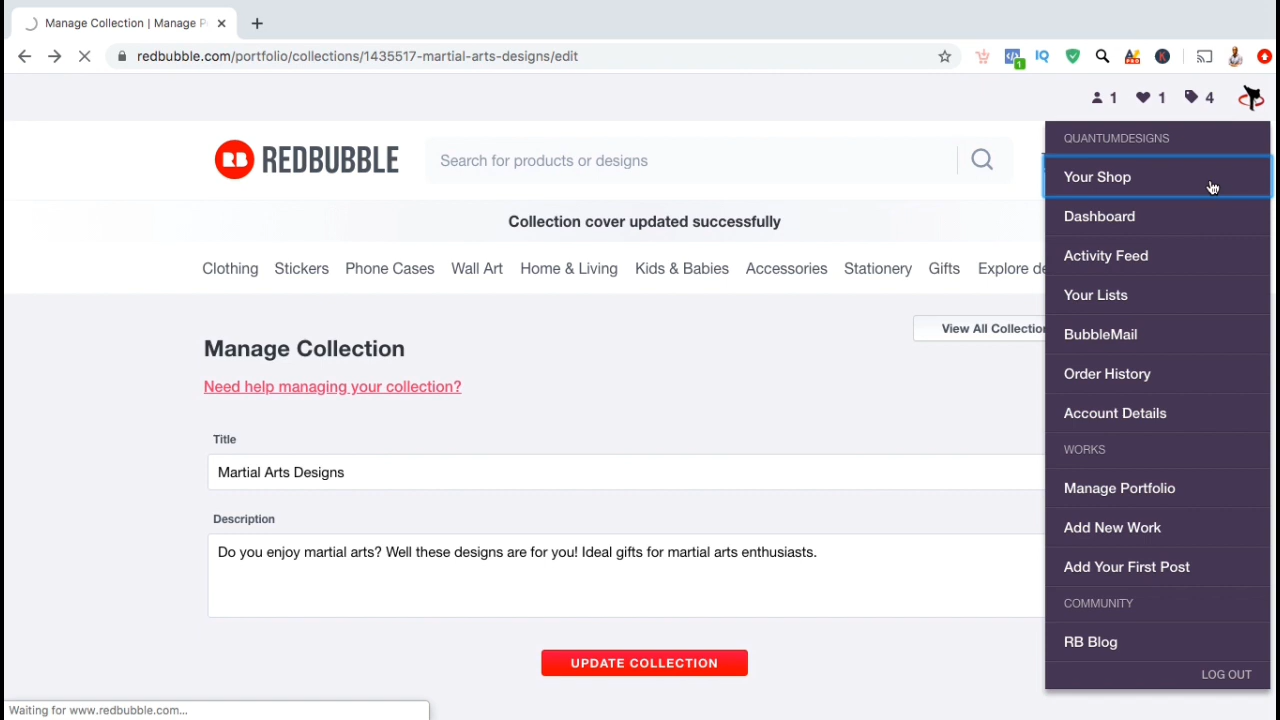 Manage Collection | Manage P
redbubble.com/portfolio/collections/1435517-martial-arts-designs/edit
1
IQ
1 1 4
RB REDBUBBLE
Search for products or designs
Collection cover updated successfully
Clothing Stickers Phone Cases Wall Art Home & Living Kids & Babies Accessories Stationery Gifts Explore de
View All Collection
Manage Collection
Need help managing your collection?
Title
Martial Arts Designs
Description
Do you enjoy martial arts? Well these designs are for you! Ideal gifts for martial arts enthusiasts.
UPDATE COLLECTION
QUANTUMDESIGNS
Your Shop
Dashboard
Activity Feed
Your Lists
BubbleMail
Order History
Account Details
WORKS
Manage Portfolio
Add New Work
Add Your First Post
COMMUNITY
RB Blog
LOG OUT
Waiting for www.redbubble.com...